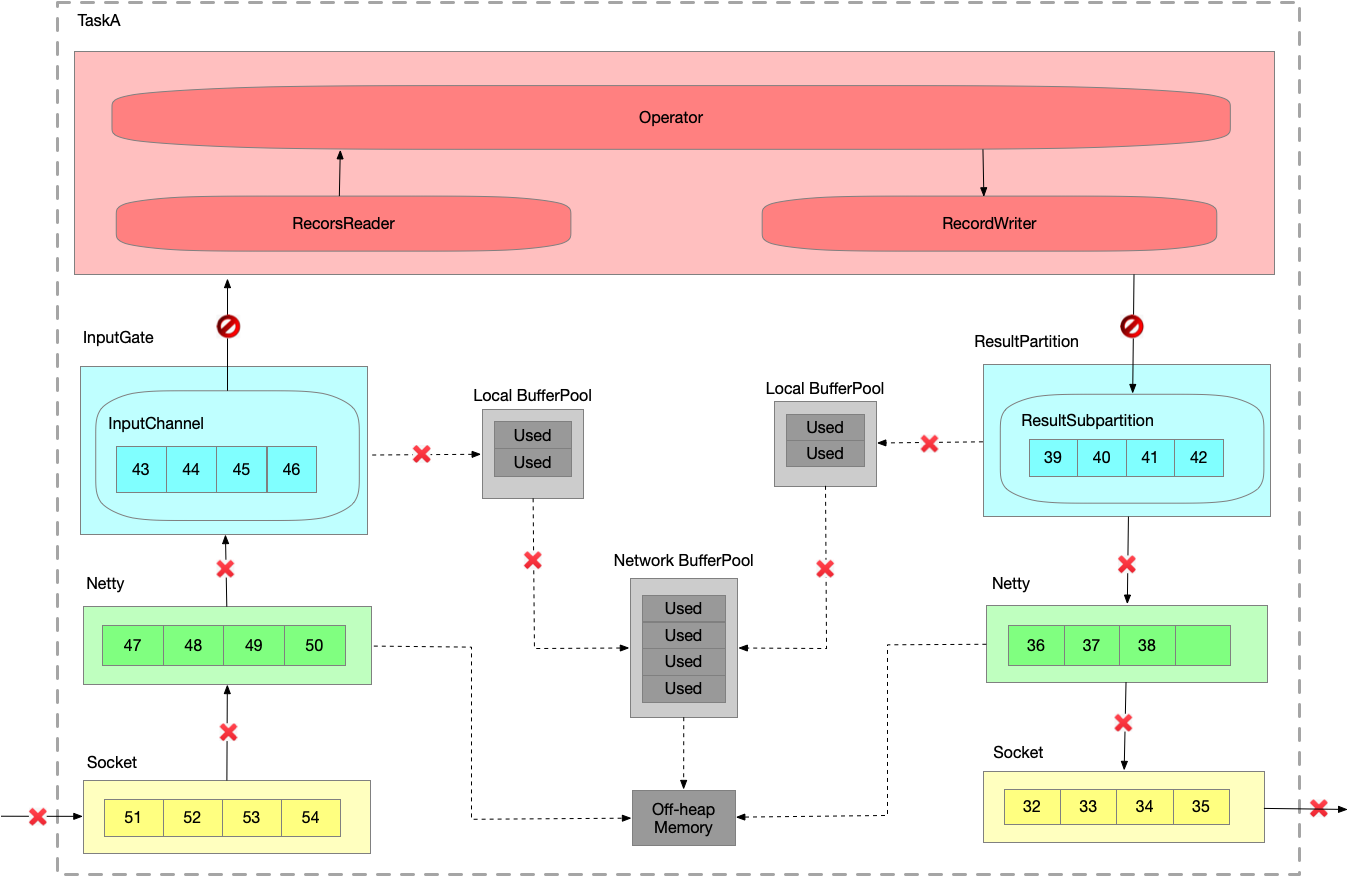 TaskA
Operator
RecorsReader
RecordWriter
InputGate
ResultPartition
InputChannel
43 44 45 46
Local BufferPool
Used
Used
Local BufferPool
Used
Used
ResultSubpartition
39 40 41 42
Network BufferPool
Used
Used
Used
Used
Netty
47 48 49 50
Netty
36 37 38
Socket
51 52 53 54
Off-heap
Memory
Socket
32 33 34 35